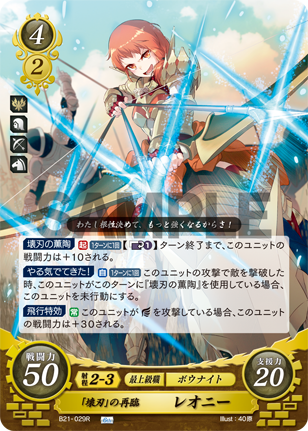 4
2
SAMPLE
わたし根性決めて、もっと強くなるからさ!
壊刃の薫陶 起 1ターンに1回 【1】ターン終了まで、このユニットの
戦闘力は+10される。
やる気でてきた! 自 1ターンに1回 このユニットの攻撃で敵を撃破した
時、このユニットがこのターンに『壊刃の薫陶』を使用している場合、
このユニットを未行動にする。
飛行特効 常 このユニットがを攻撃している場合、このユニット
の戦闘力は+30される。
戦闘力
50
射程 2-3 最上級職 ボウナイト
支援力
20
「壊刃」の再臨 レオニー
B21-029R
Illust:40原